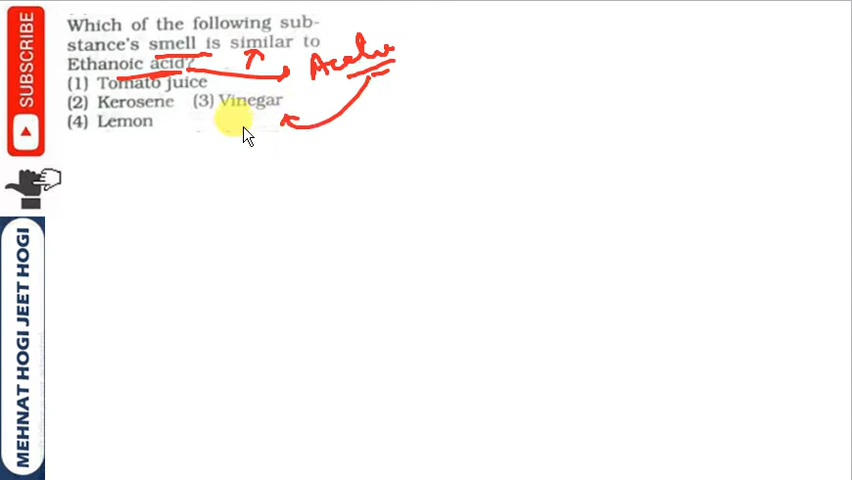 Which of the following sub-
stance's smell is similar to
Ethanoic acid?
(1) Tomato juice
(2) Kerosene (3) Vinegar
(4) Lemon
SUBSCRIBE
MEHNAT HOGI JEET HOGI